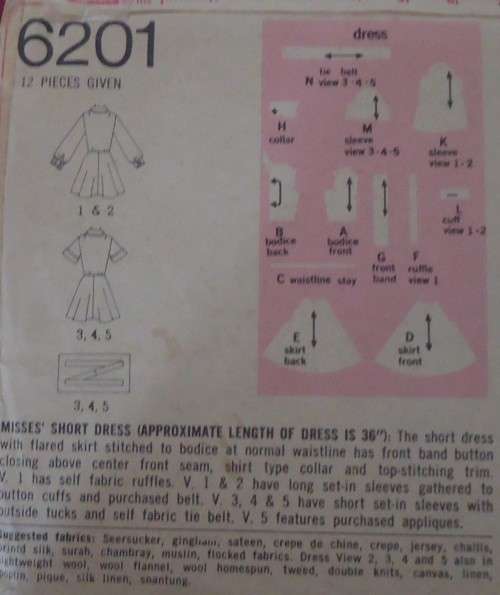 6201
12 PIECES GIVEN
1 & 2
3, 4, 5
3, 4, 5
dress
tie belt
N view 3-4-5
H
collar
M
sleeve
view 3-4-5
K
sleeve
view 1-2
B
bodice
back
A
bodice
front
G
front
band
F
ruffle
view 1
L
cuff
view 1-2
C waistline stay
E
skirt
back
D
skirt
front
MISSES' SHORT DRESS (APPROXIMATE LENGTH OF DRESS IS 36"): The short dress
with flared skirt stitched to bodice at normal waistline has front band button
closing above center front seam, shirt type collar and top-stitching trim.
V. 1 has self fabric ruffles. V. 1 & 2 have long set-in sleeves gathered to
button cuffs and purchased belt. V. 3, 4 & 5 have short set-in sleeves with
outside tucks and self fabric tie belt. V. 5 features purchased appliques.
Suggested fabrics: Seersucker, gingham, sateen, crepe de chine, crepe, jersey, challis,
printed silk, surah, chambray, muslin, flocked fabrics. Dress View 2, 3, 4 and 5 also in
lightweight wool, wool flannel, wool homespun, tweed, double knits, canvas, linen,
poplin, pique, silk linen, shantung.